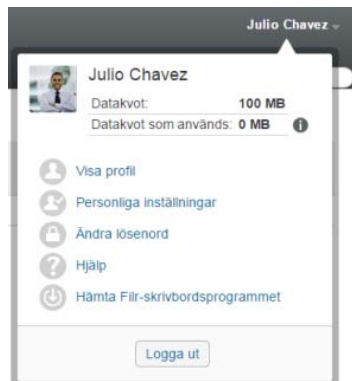 Julio Chavez
Julio Chavez
Datakvot: 100 MB
Datakvot som används: 0 MB
Visa profil
Personliga inställningar
Ändra lösenord
Hjälp
Hämta Filr-skrivbordsprogrammet
Logga ut